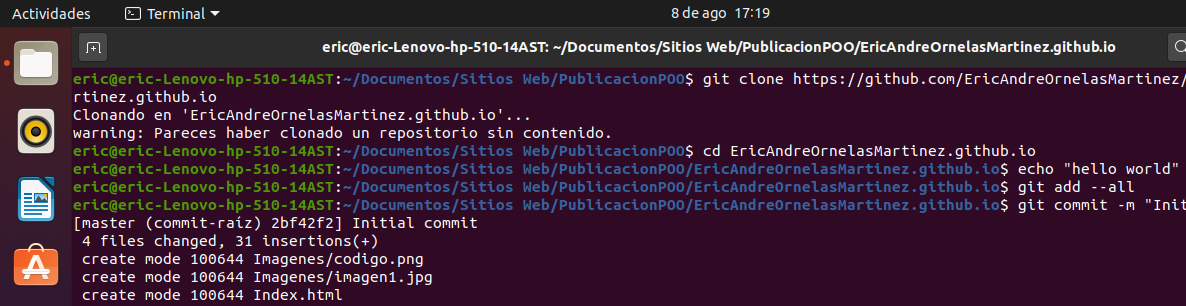 Actividades
Terminal
8 de ago 17:19
eric@eric-Lenovo-hp-510-14AST: ~/Documentos/Sitios Web/PublicacionPOO/EricAndreOrnelasMartinez.github.io
eric@eric-Lenovo-hp-510-14AST:~/Documentos/Sitios Web/PublicacionPOO$ git clone https://github.com/EricAndreOrnelasMartinez/
rtinez.github.io
Clonando en 'EricAndreOrnelasMartinez.github.io'...
warning: Pareces haber clonado un repositorio sin contenido.
eric@eric-Lenovo-hp-510-14AST:~/Documentos/Sitios Web/PublicacionPOO$ cd EricAndreOrnelasMartinez.github.io
eric@eric-Lenovo-hp-510-14AST:~/Documentos/Sitios Web/PublicacionPOO/EricAndreOrnelasMartinez.github.io$ echo "hello world"
eric@eric-Lenovo-hp-510-14AST:~/Documentos/Sitios Web/PublicacionPOO/EricAndreOrnelasMartinez.github.io$ git add --all
eric@eric-Lenovo-hp-510-14AST:~/Documentos/Sitios Web/PublicacionPOO/EricAndreOrnelasMartinez.github.io$ git commit -m "Init
[master (commit-raíz) 2bf42f2] Initial commit
4 files changed, 31 insertions(+)
create mode 100644 Imagenes/codigo.png
create mode 100644 Imagenes/imagen1.jpg
create mode 100644 Index.html